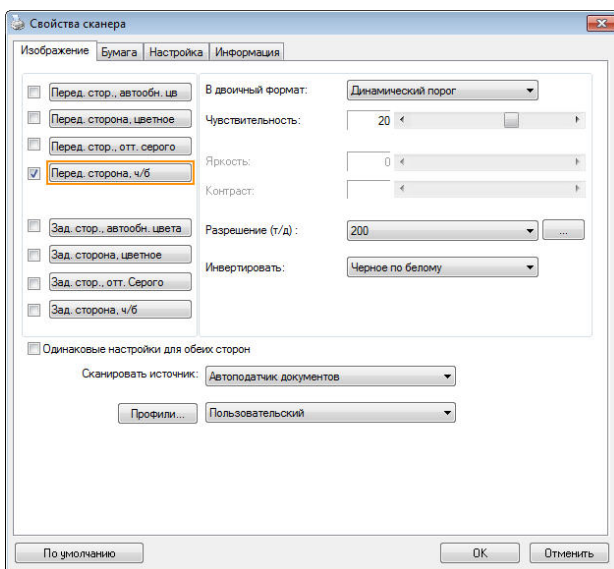 Свойства сканера
Изображение Бумага Настройка Информация
Перед. стор., автообн. цв
Перед. сторона, цветное
Перед. стор., отт. серого
Перед. сторона, ч/б
Зад. стор., автообн. цвета
Зад. сторона, цветное
Зад. стор., отт. Серого
Зад. сторона, ч/б
В двоичный формат: Динамический порог
Чувствительность: 20
Яркость: 0
Контраст:
Разрешение (т/д) : 200 ...
Инвертировать: Черное по белому
Одинаковые настройки для обеих сторон
Сканировать источник: Автоподатчик документов
Профили... Пользовательский
По умолчанию OK Отменить